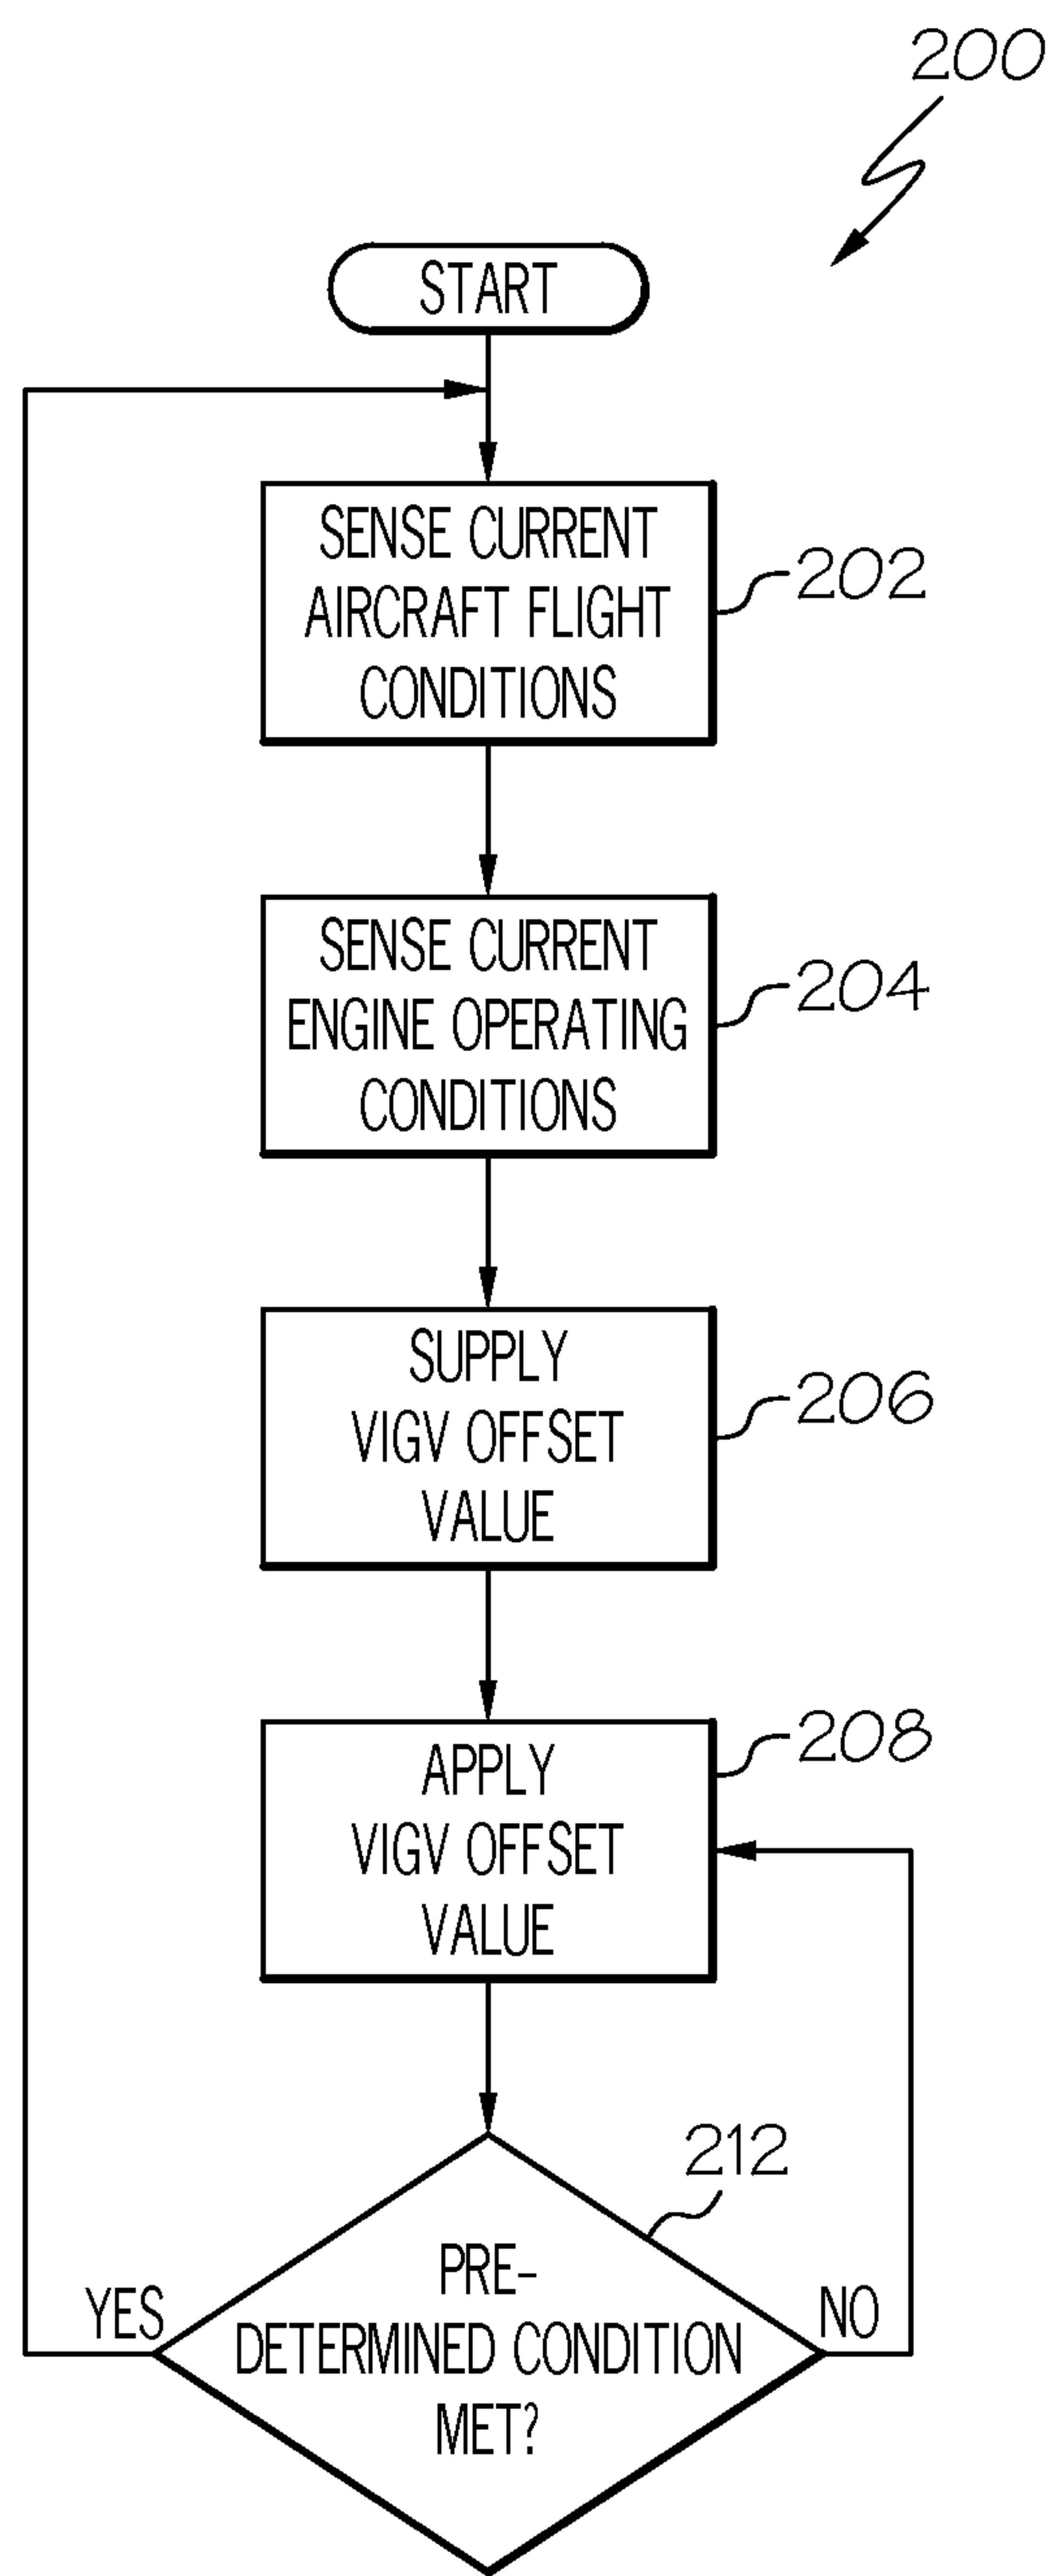 200
START
SENSE CURRENT
AIRCRAFT FLIGHT
CONDITIONS
202
SENSE CURRENT
ENGINE OPERATING
CONDITIONS
204
SUPPLY
VIGV OFFSET
VALUE
206
APPLY
VIGV OFFSET
VALUE
208
212
YES
PRE-
DETERMINED CONDITION
MET?
NO